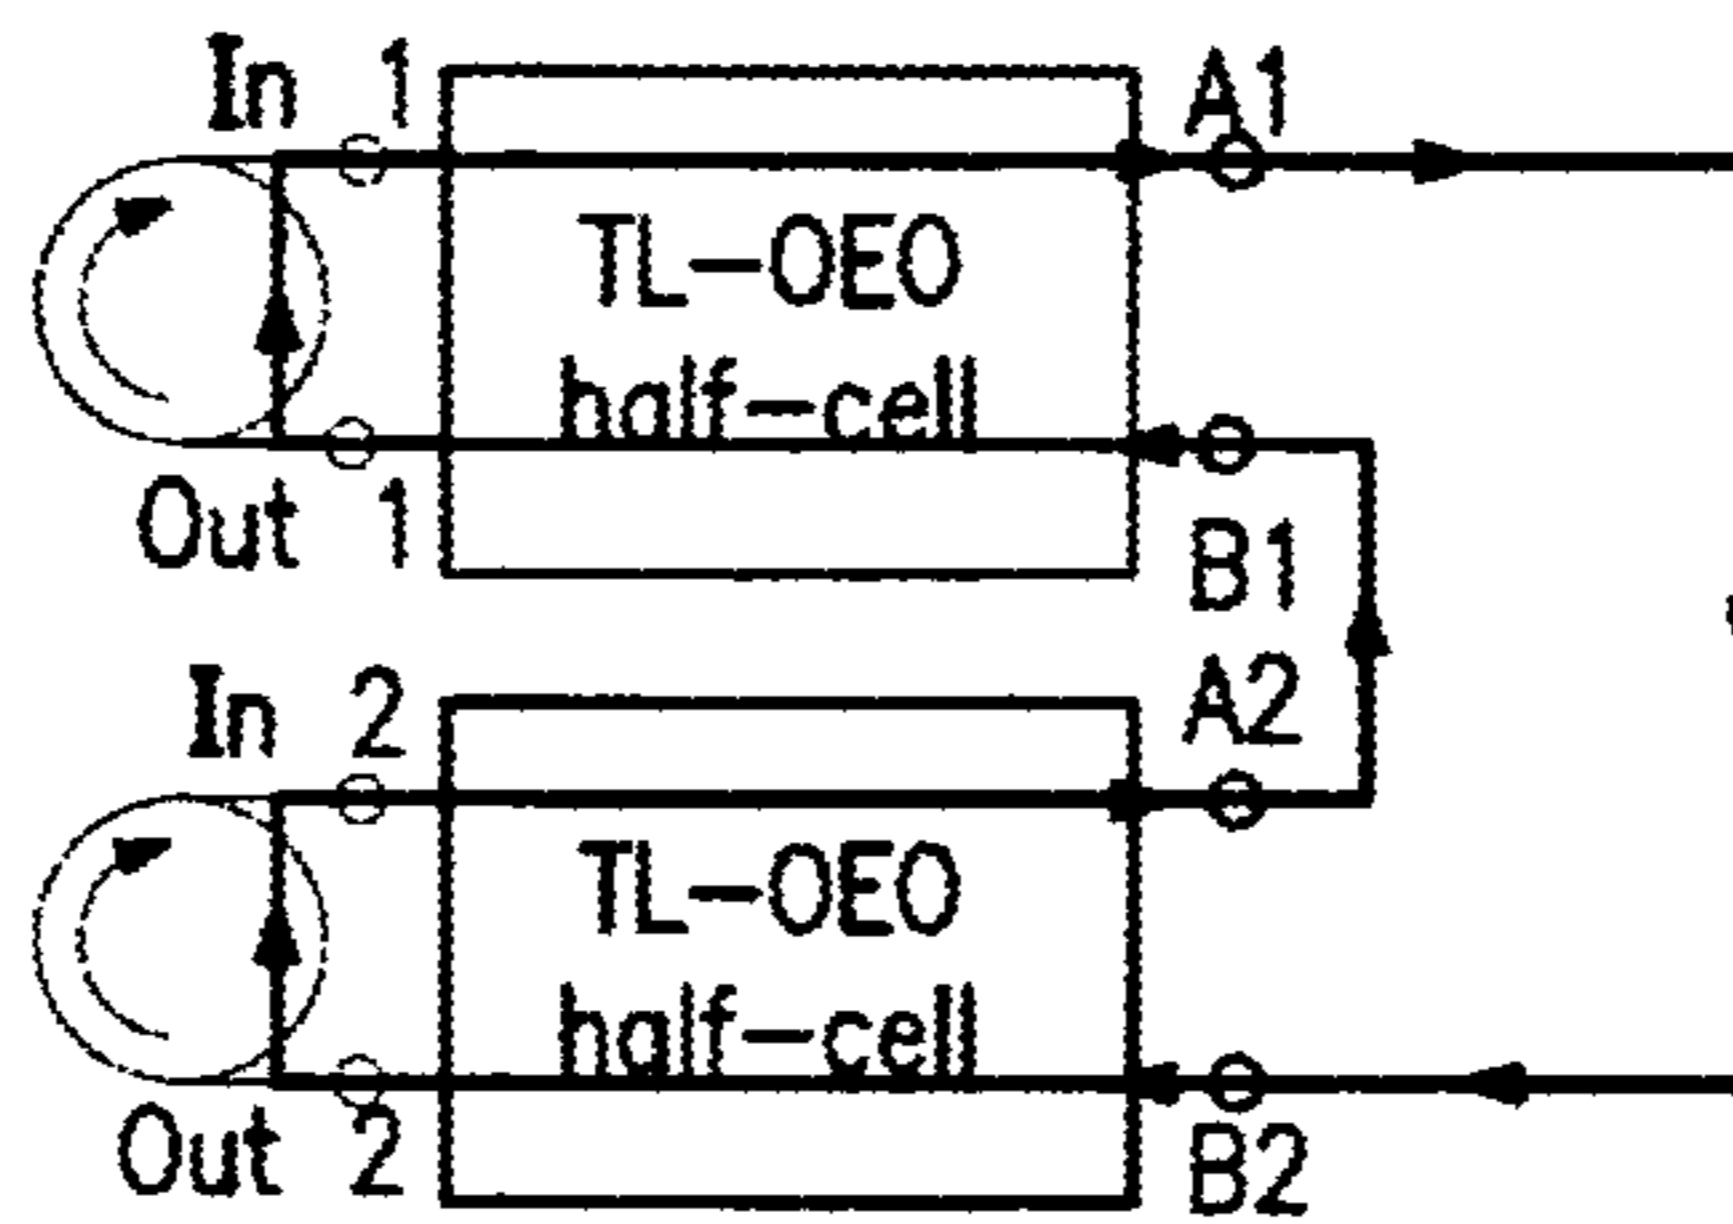 In 1
A1
TL-OEO
half-cell
Out 1
B1
In 2
A2
TL-OEO
half-cell
Out 2
B2